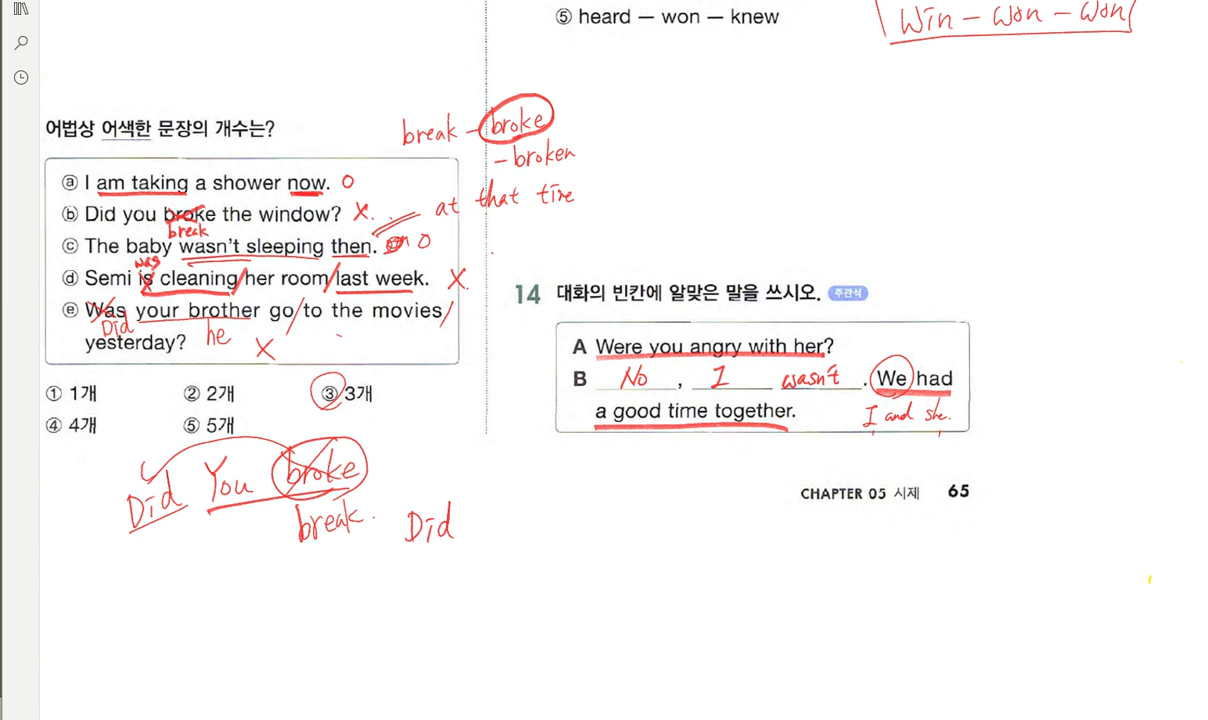 ⑤ heard — won — knew
Win - Won - Won
어법상 어색한 문장의 개수는?
break - broke
- broken
ⓐ I am taking a shower now. O
at that time
ⓑ Did you broke the window? X.
break
ⓒ The baby wasn't sleeping then. O
was
ⓓ Semi is cleaning / her room / last week. X
ⓔ Was your brother go / to the movies /
Did
yesterday? he X
① 1개 ② 2개 ③ 3개
④ 4개 ⑤ 5개
Did You broke
break. Did
14 대화의 빈칸에 알맞은 말을 쓰시오. 주관식
A Were you angry with her?
B No , I wasn't . We had
a good time together. I and she.
CHAPTER 05 시제 65